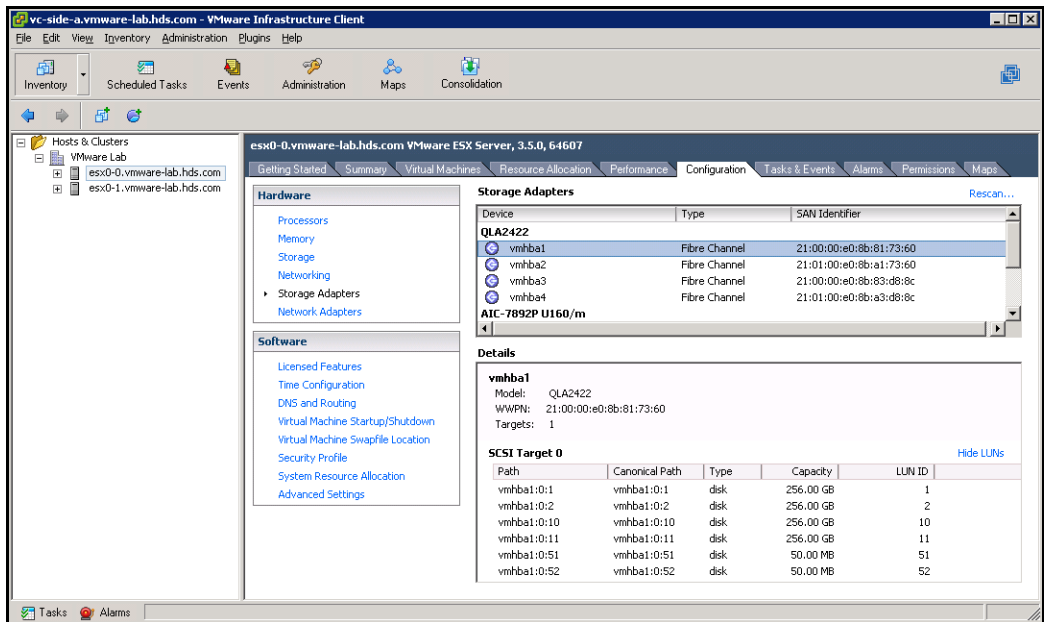 vc-side-a.vmware-lab.hds.com - VMware Infrastructure Client
File Edit View Inventory Administration Plugins Help
Inventory Scheduled Tasks Events Administration Maps Consolidation
Hosts & Clusters
VMware Lab
esx0-0.vmware-lab.hds.com
esx0-1.vmware-lab.hds.com
esx0-0.vmware-lab.hds.com VMware ESX Server, 3.5.0, 64607
Getting Started Summary Virtual Machines Resource Allocation Performance Configuration Tasks & Events Alarms Permissions Maps
Hardware
Processors
Memory
Storage
Networking
Storage Adapters
Network Adapters
Software
Licensed Features
Time Configuration
DNS and Routing
Virtual Machine Startup/Shutdown
Virtual Machine Swapfile Location
Security Profile
System Resource Allocation
Advanced Settings
Storage Adapters Rescan...
Device Type SAN Identifier
QLA2422
vmhba1 Fibre Channel 21:00:00:e0:8b:81:73:60
vmhba2 Fibre Channel 21:01:00:e0:8b:a1:73:60
vmhba3 Fibre Channel 21:00:00:e0:8b:83:d8:8c
vmhba4 Fibre Channel 21:01:00:e0:8b:a3:d8:8c
AIC-7892P U160/m
Details
vmhba1
Model: QLA2422
WWPN: 21:00:00:e0:8b:81:73:60
Targets: 1
SCSI Target 0 Hide LUNs
Path Canonical Path Type Capacity LUN ID
vmhba1:0:1 vmhba1:0:1 disk 256.00 GB 1
vmhba1:0:2 vmhba1:0:2 disk 256.00 GB 2
vmhba1:0:10 vmhba1:0:10 disk 256.00 GB 10
vmhba1:0:11 vmhba1:0:11 disk 256.00 GB 11
vmhba1:0:51 vmhba1:0:51 disk 50.00 MB 51
vmhba1:0:52 vmhba1:0:52 disk 50.00 MB 52
Tasks Alarms